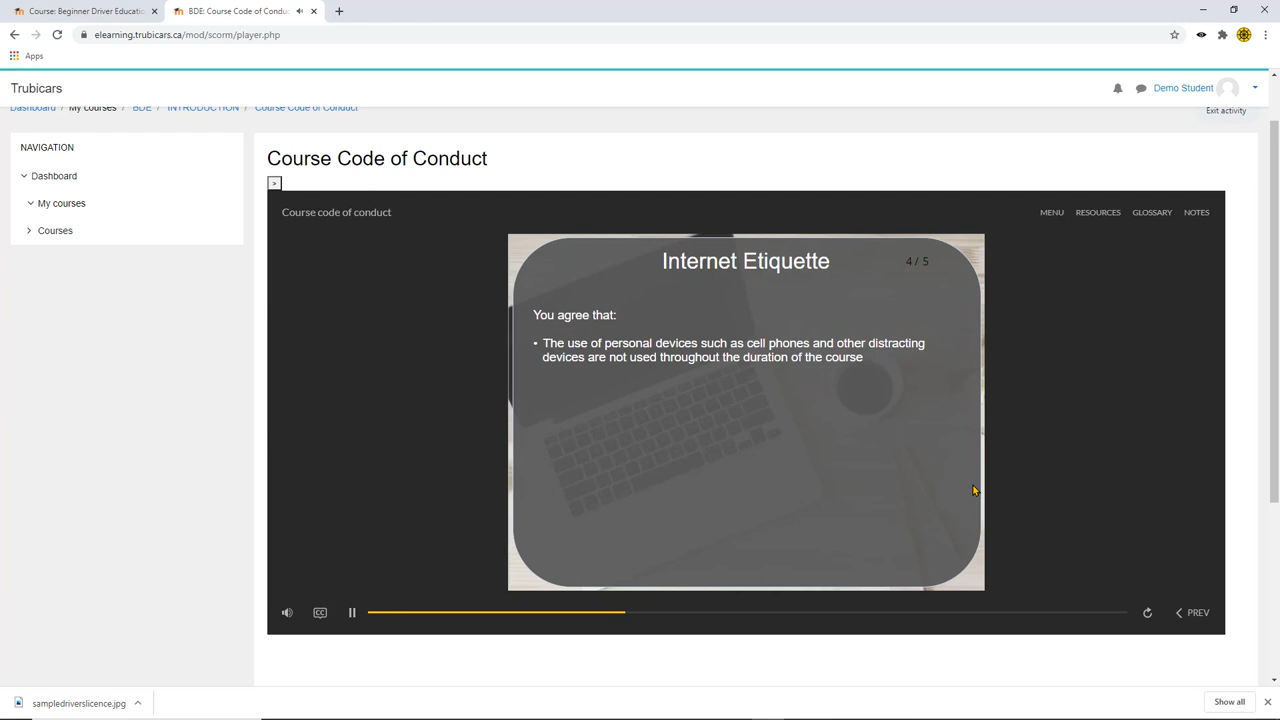 Course: Beginner Driver Educatio
BDE: Course Code of Condu
elearning.trubicars.ca/mod/scorm/player.php
Apps
Trubicars
Demo Student
Dashboard / My courses / BDE / INTRODUCTION / Course Code of Conduct
Exit activity
NAVIGATION
Dashboard
My courses
Courses
Course Code of Conduct
>
Course code of conduct
MENU RESOURCES GLOSSARY NOTES
Internet Etiquette
4 / 5
You agree that:
• The use of personal devices such as cell phones and other distracting
devices are not used throughout the duration of the course
CC
PREV
sampledriverslicence.jpg
Show all